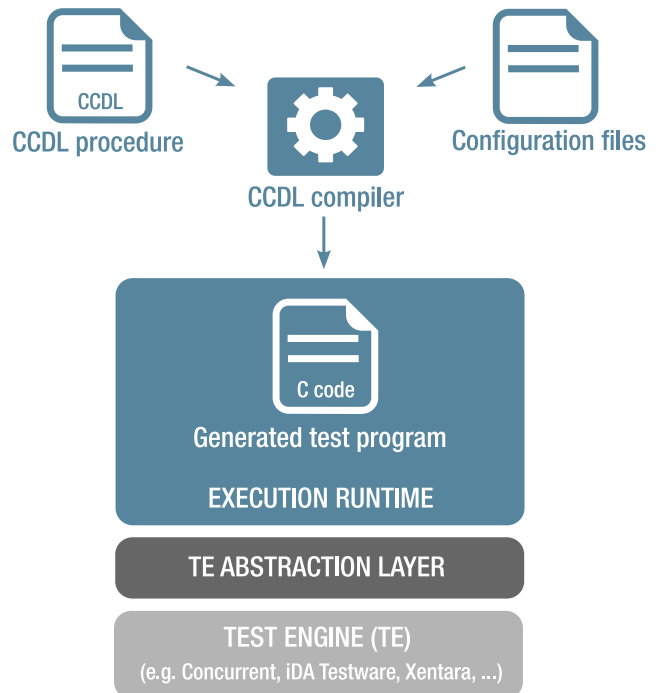 CCDL
CCDL procedure
Configuration files
CCDL compiler
C code
Generated test program
EXECUTION RUNTIME
TE ABSTRACTION LAYER
TEST ENGINE (TE)
(e.g. Concurrent, iDA Testware, Xentara, ...)